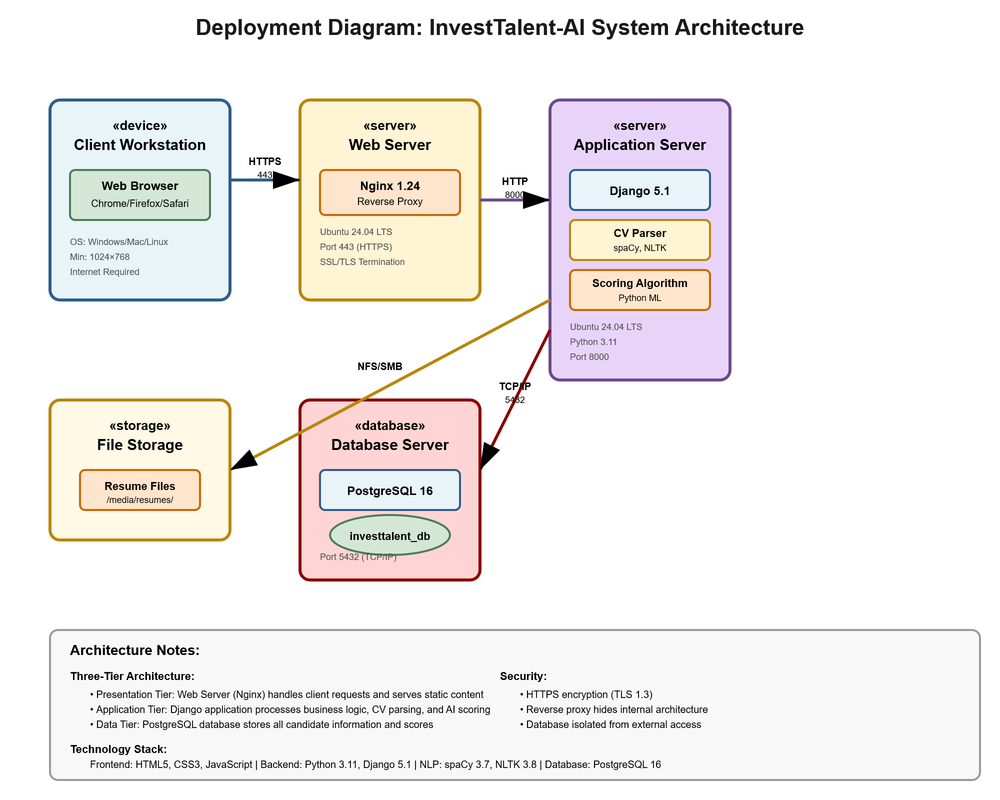 Deployment Diagram: InvestTalent-AI System Architecture
«device»
Client Workstation
Web Browser
Chrome/Firefox/Safari
OS: Windows/Mac/Linux
Min: 1024×768
Internet Required
HTTPS
443
«server»
Web Server
Nginx 1.24
Reverse Proxy
Ubuntu 24.04 LTS
Port 443 (HTTPS)
SSL/TLS Termination
HTTP
8000
«server»
Application Server
Django 5.1
CV Parser
spaCy, NLTK
Scoring Algorithm
Python ML
Ubuntu 24.04 LTS
Python 3.11
Port 8000
NFS/SMB
TCP/IP
5432
«storage»
File Storage
Resume Files
/media/resumes/
«database»
Database Server
PostgreSQL 16
investtalent_db
Port 5432 (TCP/IP)
Architecture Notes:
Three-Tier Architecture:
• Presentation Tier: Web Server (Nginx) handles client requests and serves static content
• Application Tier: Django application processes business logic, CV parsing, and AI scoring
• Data Tier: PostgreSQL database stores all candidate information and scores
Security:
• HTTPS encryption (TLS 1.3)
• Reverse proxy hides internal architecture
• Database isolated from external access
Technology Stack:
Frontend: HTML5, CSS3, JavaScript | Backend: Python 3.11, Django 5.1 | NLP: spaCy 3.7, NLTK 3.8 | Database: PostgreSQL 16